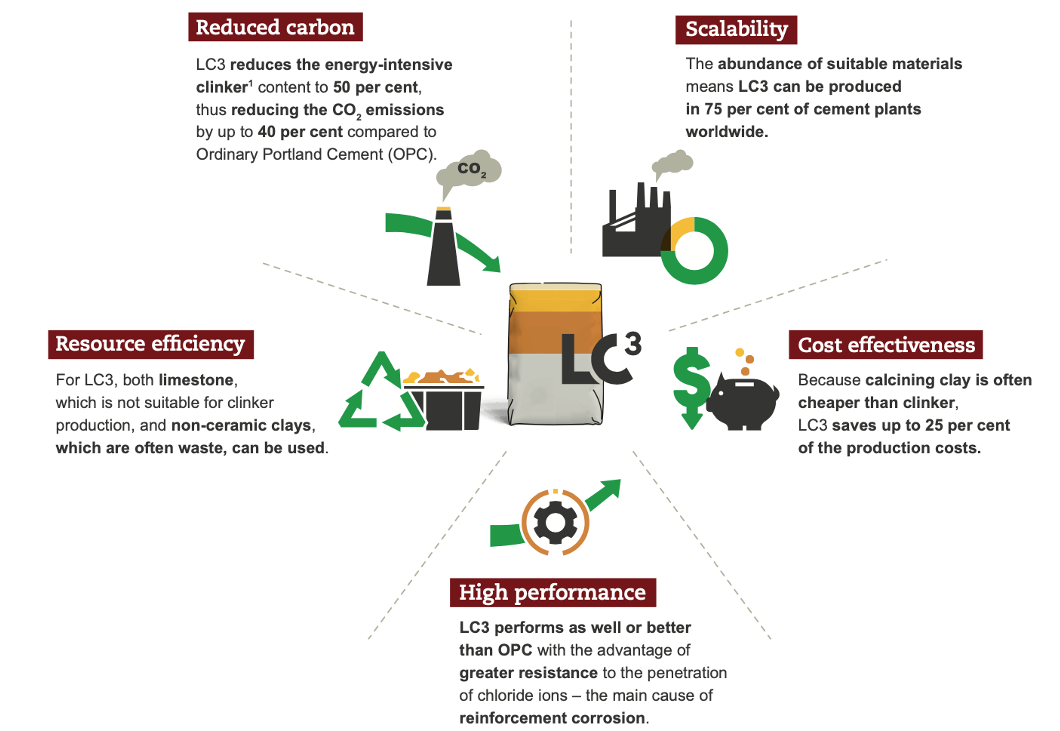 Reduced carbon
LC3 reduces the energy-intensive
clinker¹ content to 50 per cent,
thus reducing the CO₂ emissions
by up to 40 per cent compared to
Ordinary Portland Cement (OPC).
CO₂
Scalability
The abundance of suitable materials
means LC3 can be produced
in 75 per cent of cement plants
worldwide.
Resource efficiency
For LC3, both limestone,
which is not suitable for clinker
production, and non-ceramic clays,
which are often waste, can be used.
LC³
$
Cost effectiveness
Because calcining clay is often
cheaper than clinker,
LC3 saves up to 25 per cent
of the production costs.
High performance
LC3 performs as well or better
than OPC with the advantage of
greater resistance to the penetration
of chloride ions – the main cause of
reinforcement corrosion.